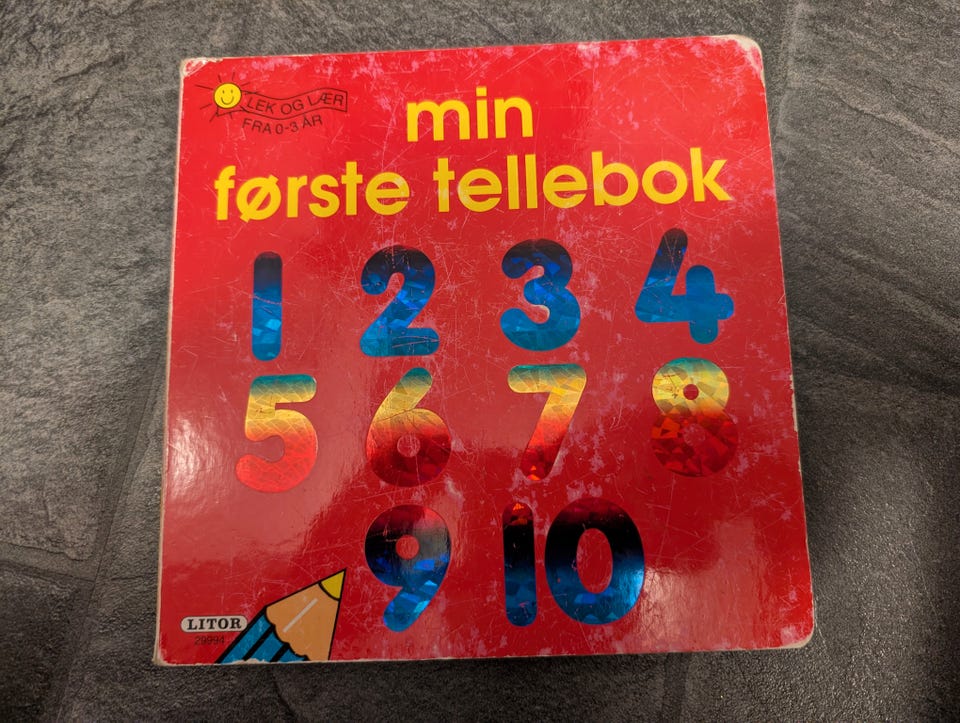 LEK OG LÆR
FRA 0-3 ÅR
min
første tellebok
1 2 3 4
5 6 7 8
9 10
LITOR
29994